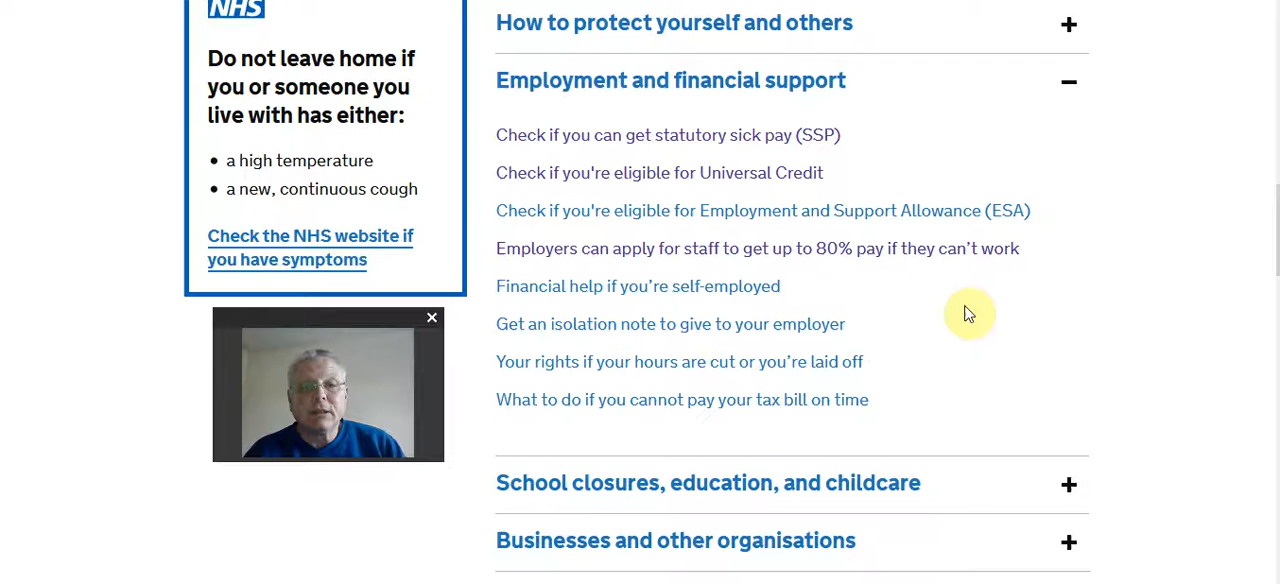 NHS
Do not leave home if
you or someone you
live with has either:
• a high temperature
• a new, continuous cough
Check the NHS website if
you have symptoms
How to protect yourself and others
Employment and financial support
Check if you can get statutory sick pay (SSP)
Check if you're eligible for Universal Credit
Check if you're eligible for Employment and Support Allowance (ESA)
Employers can apply for staff to get up to 80% pay if they can’t work
Financial help if you’re self-employed
Get an isolation note to give to your employer
Your rights if your hours are cut or you’re laid off
What to do if you cannot pay your tax bill on time
School closures, education, and childcare
Businesses and other organisations